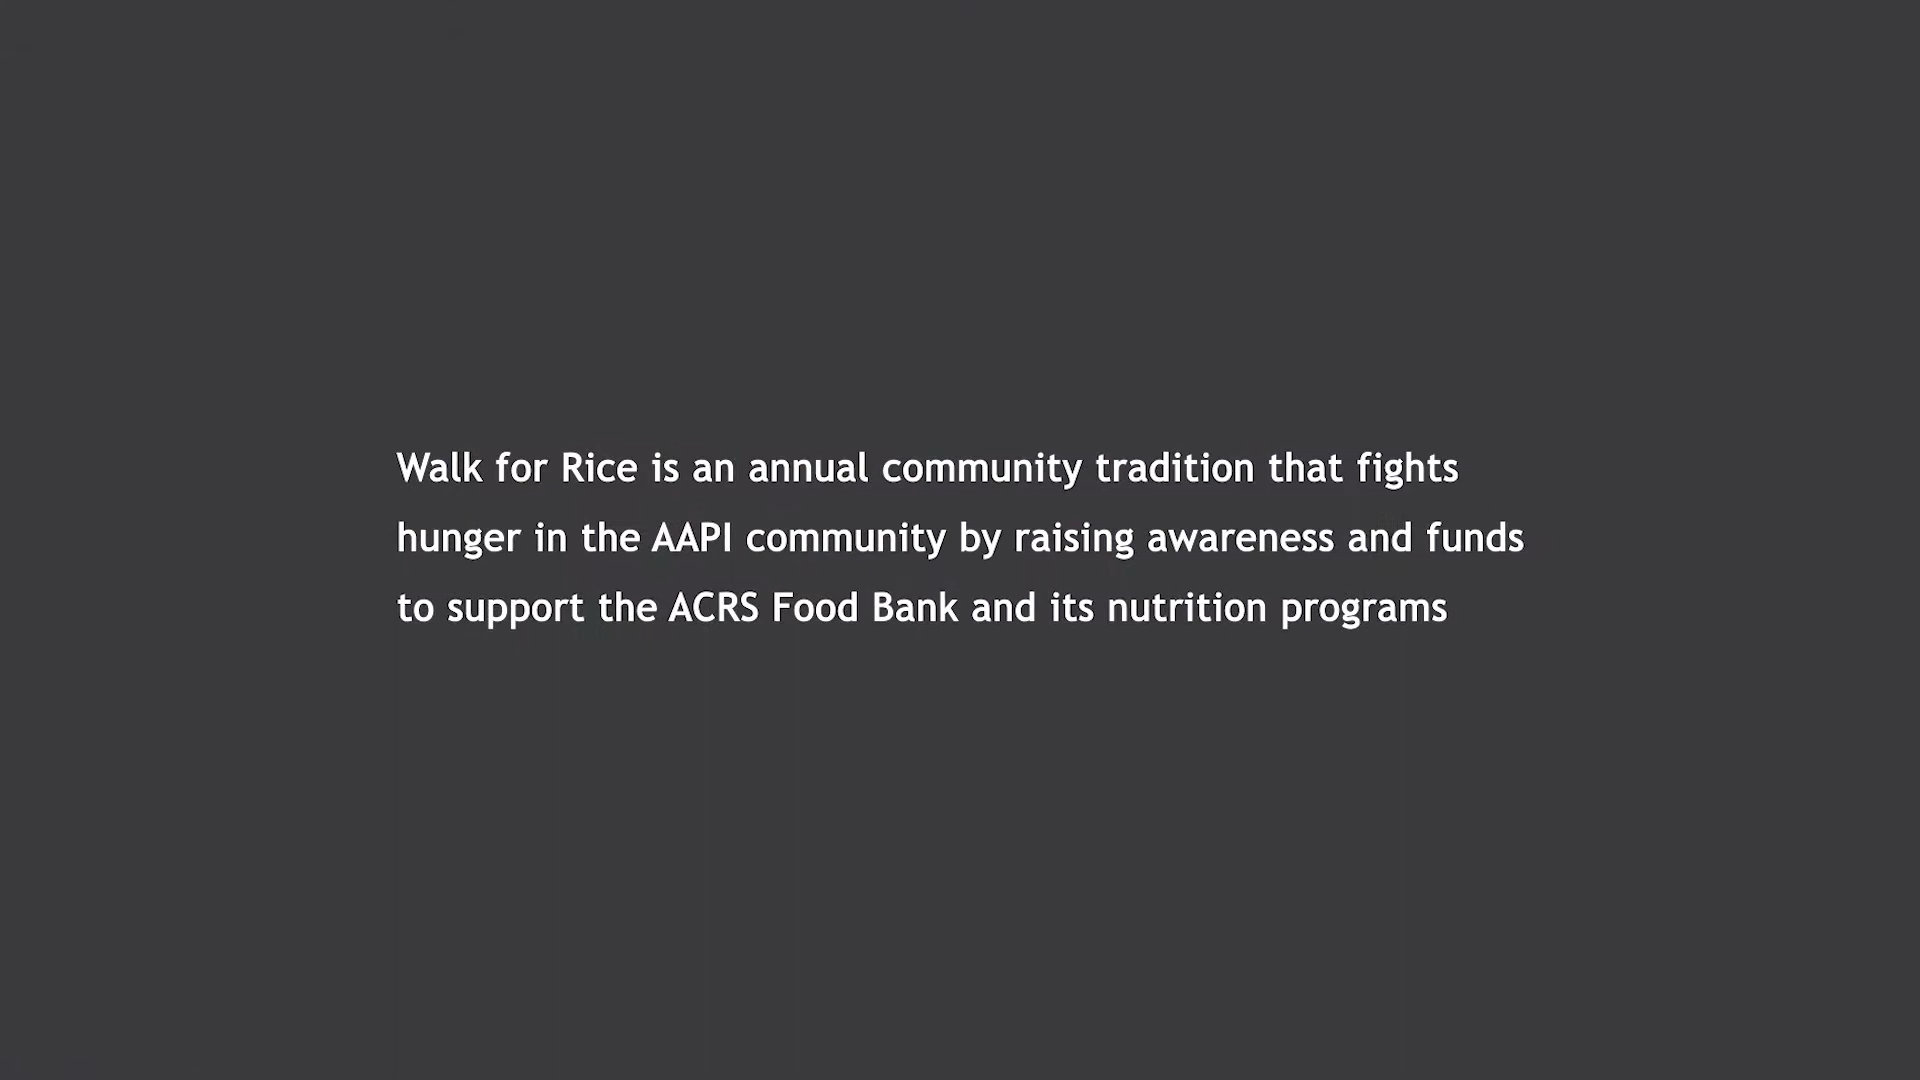 Walk for Rice is an annual community tradition that fights
hunger in the AAPI community by raising awareness and funds
to support the ACRS Food Bank and its nutrition programs